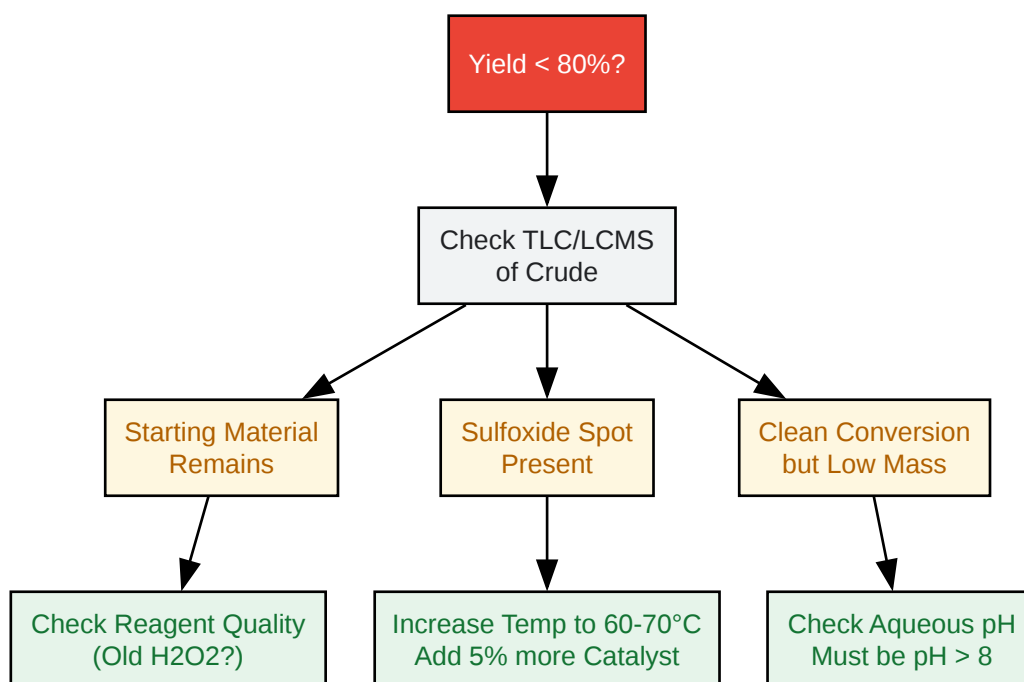 Yield < 80%?
Check TLC/LCMS
of Crude
Starting Material
Remains
Sulfoxide Spot
Present
Clean Conversion
but Low Mass
Check Reagent Quality
(Old H2O2?)
Increase Temp to 60-70°C
Add 5% more Catalyst
Check Aqueous pH
Must be pH > 8